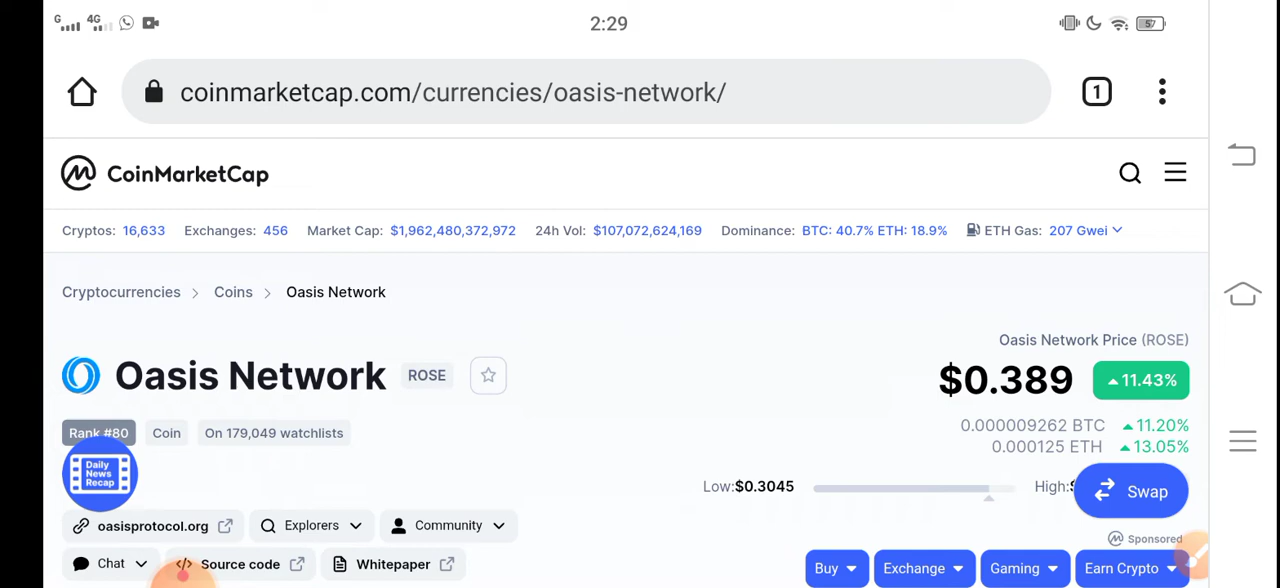 G 4G 2:29 57
coinmarketcap.com/currencies/oasis-network/ 1
CoinMarketCap
Cryptos: 16,633 Exchanges: 456 Market Cap: $1,962,480,372,972 24h Vol: $107,072,624,169 Dominance: BTC: 40.7% ETH: 18.9% ETH Gas: 207 Gwei
Cryptocurrencies > Coins > Oasis Network
Oasis Network Price (ROSE)
Oasis Network ROSE $0.389 11.43%
Rank #80 Coin On 179,049 watchlists
0.000009262 BTC 11.20%
0.000125 ETH 13.05%
Daily
News
Recap
Low:$0.3045 High: Swap
oasisprotocol.org Explorers Community
Sponsored
Chat Source code Whitepaper
Buy Exchange Gaming Earn Crypto